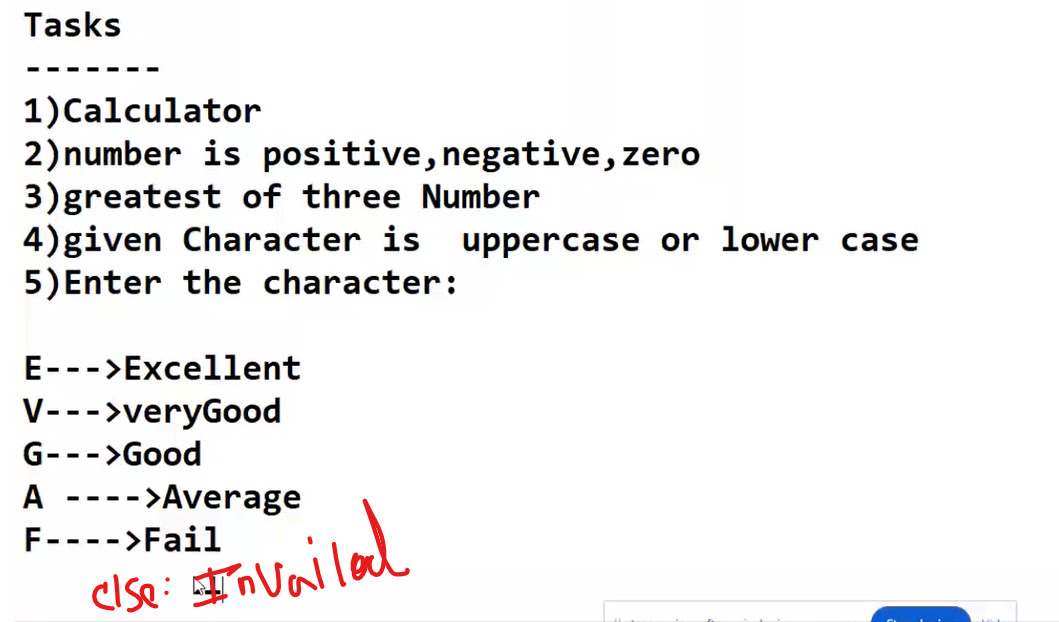 Tasks
-------
1)Calculator
2)number is positive,negative,zero
3)greatest of three Number
4)given Character is  uppercase or lower case
5)Enter the character:
E--->Excellent
V--->veryGood
G--->Good
A ---->Average
F---->Fail
else: Invailed